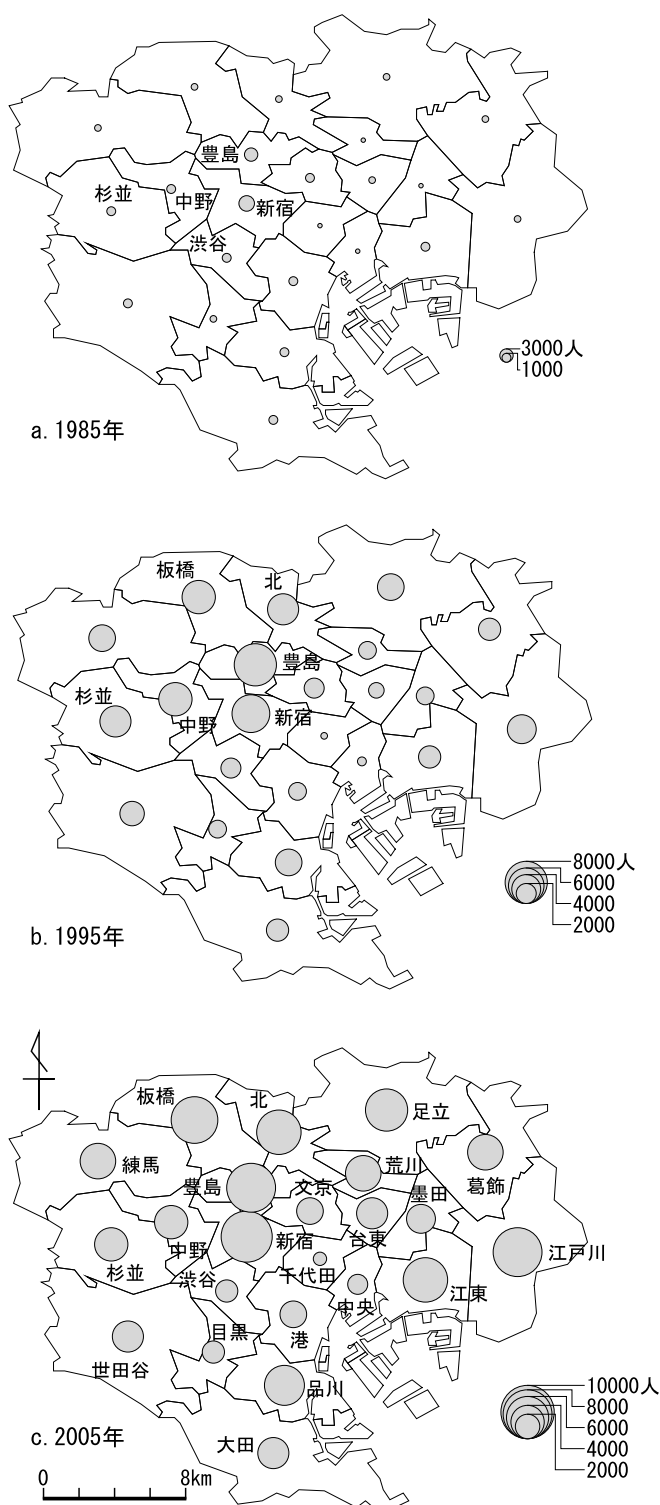 豊島
杉並
中野
新宿
渋谷
3000人
1000
a. 1985年
板橋
北
豊島
杉並
中野
新宿
8000人
6000
4000
2000
b. 1995年
板橋
北
足立
練馬
荒川
葛飾
豊島
文京
墨田
中野
新宿
台東
江戸川
杉並
千代田
渋谷
中央
江東
目黒
港
世田谷
品川
10000人
8000
6000
4000
2000
c. 2005年
大田
0 8km